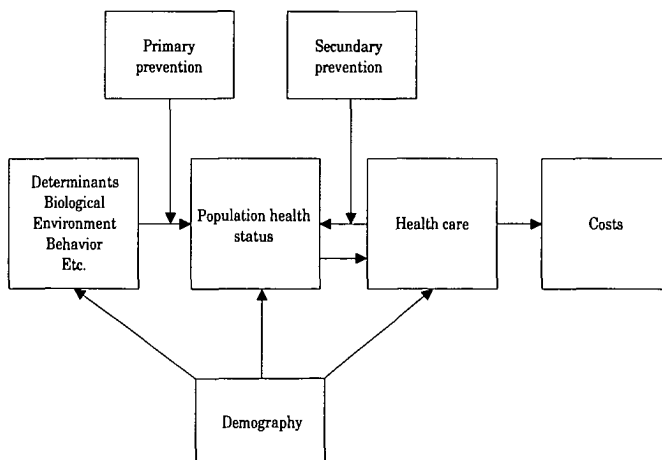 Primary
prevention
Secundary
prevention
Determinants
Biological
Environment
Behavior
Etc.
Population health
status
Health care
Costs
Demography